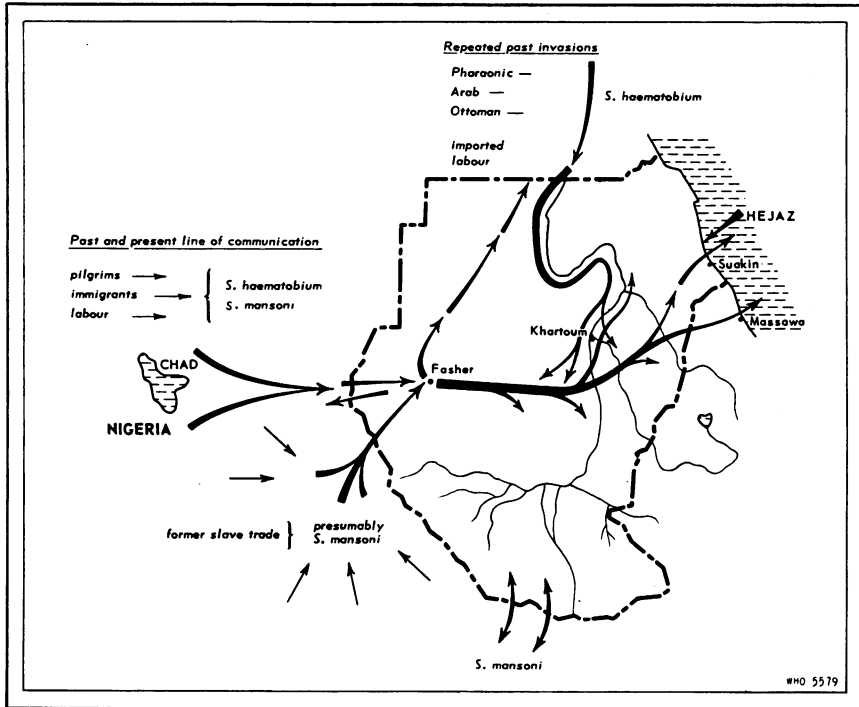 Repeated past invasions
Pharaonic —
Arab —
Ottoman —
S. haematobium
Imported
labour
HEJAZ
Past and present line of communication
pilgrims
immigrants
labour
S. haematobium
S. mansoni
Suakin
Khartoum
Massawa
CHAD
Fasher
NIGERIA
former slave trade
presumably
S. mansoni
S. mansoni
WHO 5579